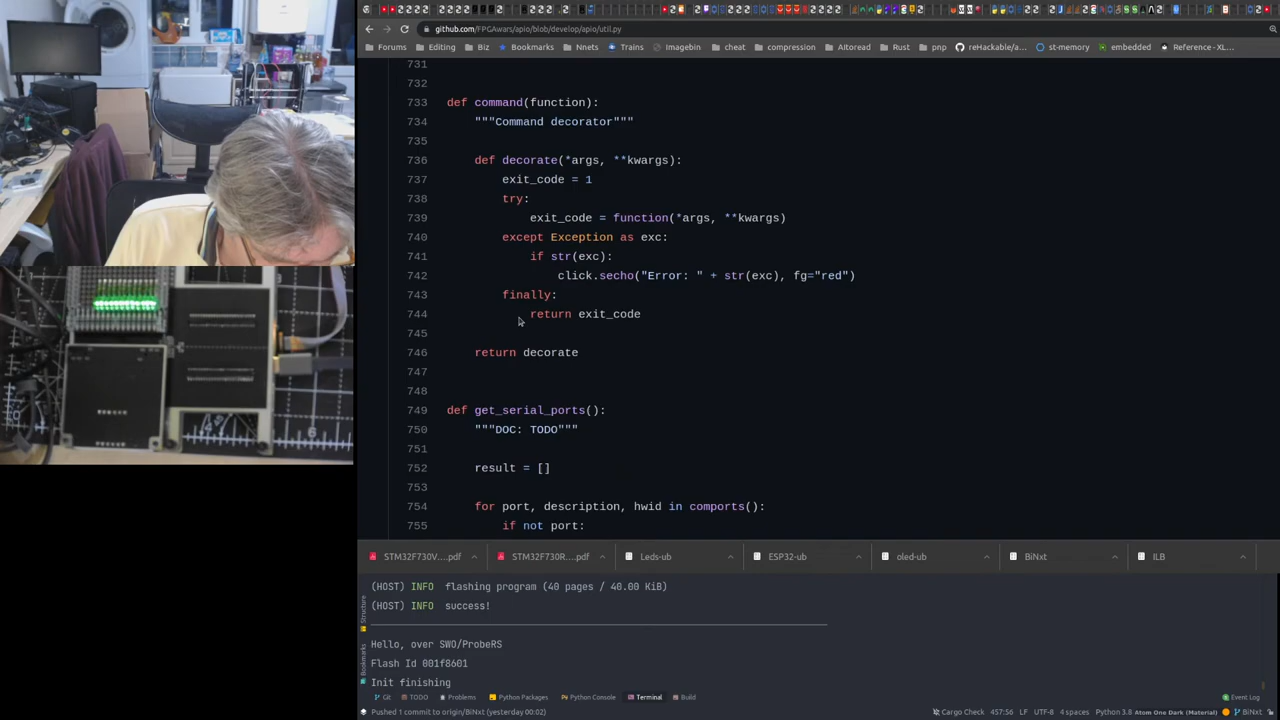 github.com/FPGAwars/apio/blob/develop/apio/util.py
Forums Editing Biz Bookmarks Nnets Trains Imagebin cheat compression AItoread Rust pnp reHackable/a... st-memory embedded Reference - XL...
731
732
733 def command(function):
734 """Command decorator"""
735
736 def decorate(*args, **kwargs):
737 exit_code = 1
738 try:
739 exit_code = function(*args, **kwargs)
740 except Exception as exc:
741 if str(exc):
742 click.secho("Error: " + str(exc), fg="red")
743 finally:
744 return exit_code
745
746 return decorate
747
748
749 def get_serial_ports():
750 """DOC: TODO"""
751
752 result = []
753
754 for port, description, hwid in comports():
755 if not port:
STM32F730V....pdf STM32F730R....pdf Leds-ub ESP32-ub oled-ub BiNxt ILB
(HOST) INFO flashing program (40 pages / 40.00 KiB)
(HOST) INFO success!
Hello, over SWO/ProbeRS
Flash Id 001f8601
Init finishing
Structure
Bookmarks
Git TODO Problems Python Packages Python Console Terminal Build Event Log
Pushed 1 commit to origin/BiNxt (yesterday 00:02) Cargo Check 457:56 LF UTF-8 4 spaces Python 3.8 Atom One Dark (Material) BiNxt